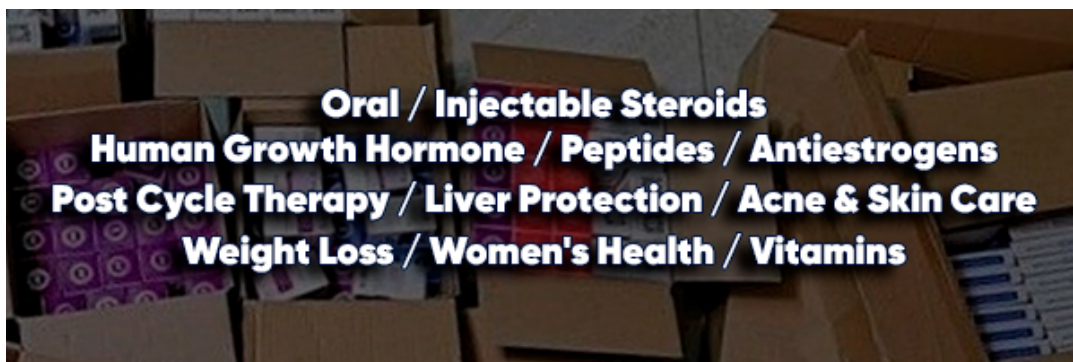 Oral / Injectable Steroids
Human Growth Hormone / Peptides / Antiestrogens
Post Cycle Therapy / Liver Protection / Acne & Skin Care
Weight Loss / Women's Health / Vitamins